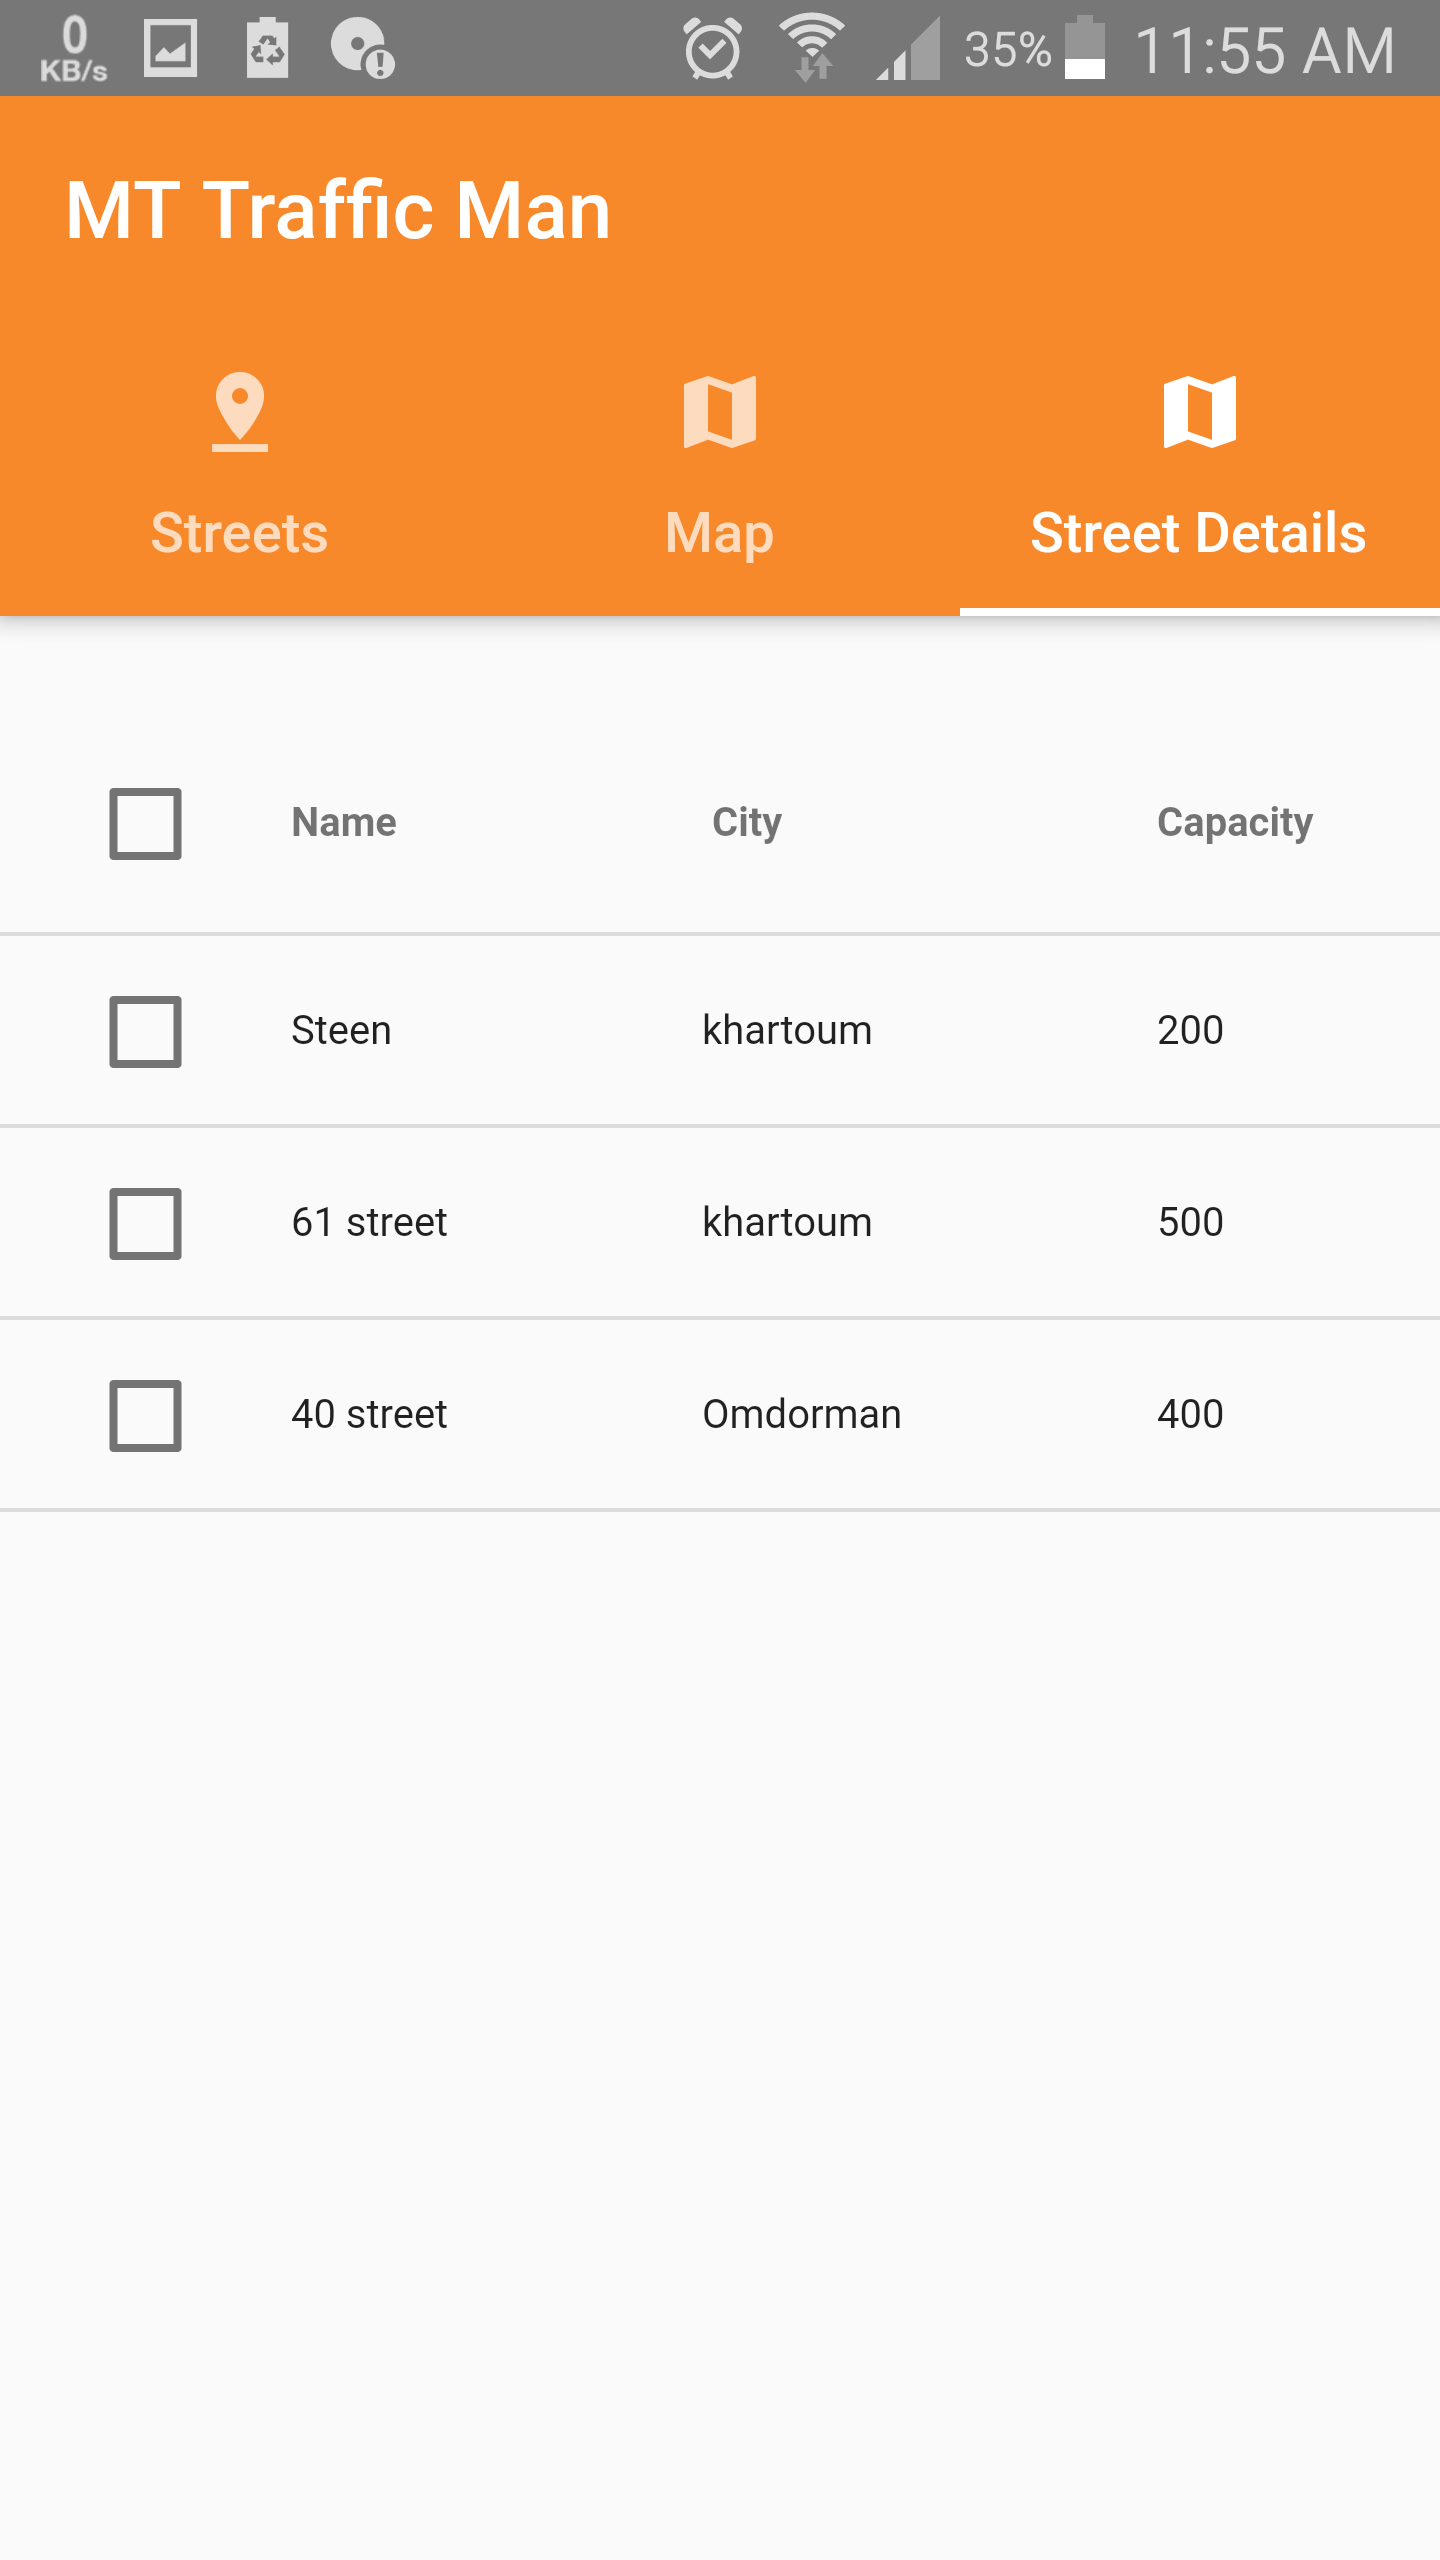 0
KB/s
35% 11:55 AM
MT Traffic Man
Streets Map Street Details
Name City Capacity
Steen khartoum 200
61 street khartoum 500
40 street Omdorman 400